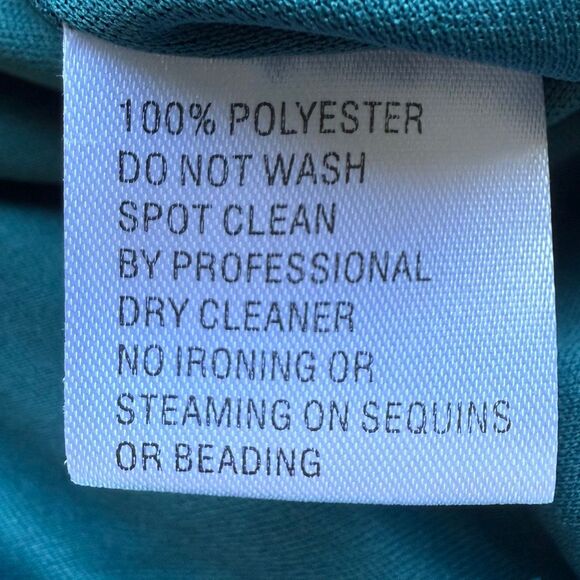 100% POLYESTER
DO NOT WASH
SPOT CLEAN
BY PROFESSIONAL
DRY CLEANER
NO IRONING OR
STEAMING ON SEQUINS
OR BEADING